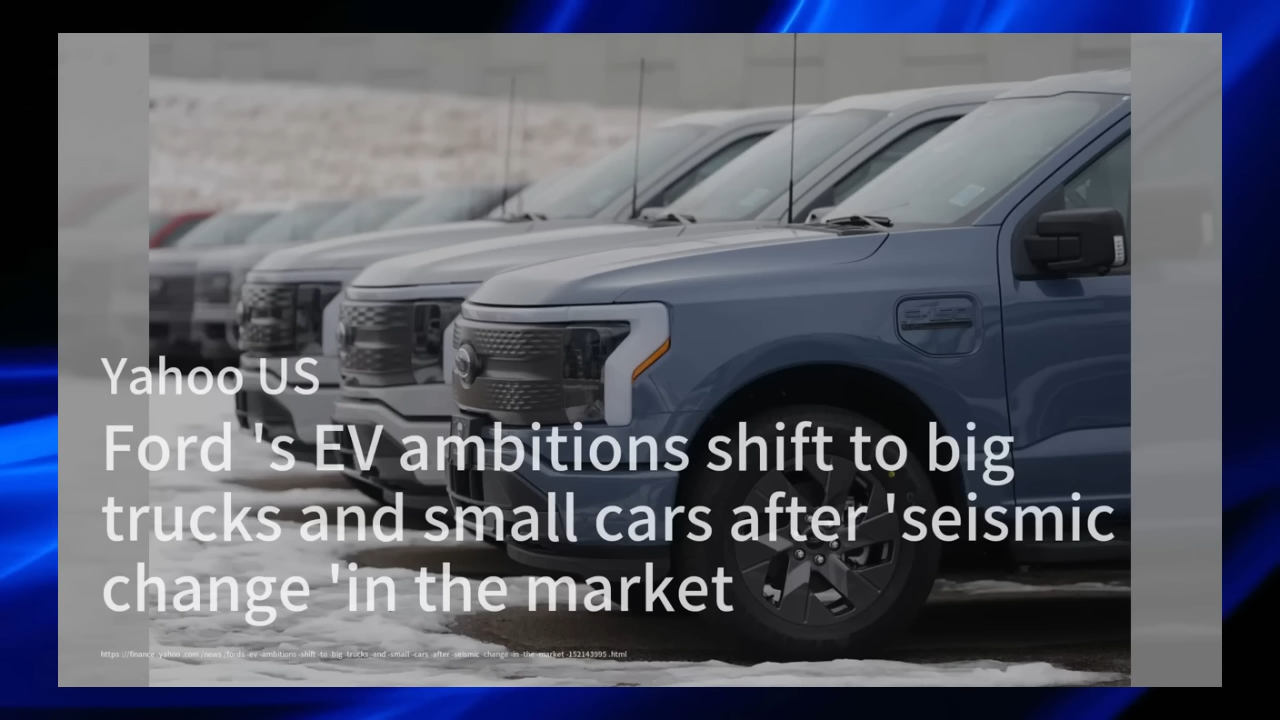 Yahoo US
Ford 's EV ambitions shift to big
trucks and small cars after 'seismic
change 'in the market
https ://finance .yahoo .com /news /fords -ev -ambitions -shift -to -big -trucks -and -small -cars -after -seismic -change -in -the -market -152143995 .html